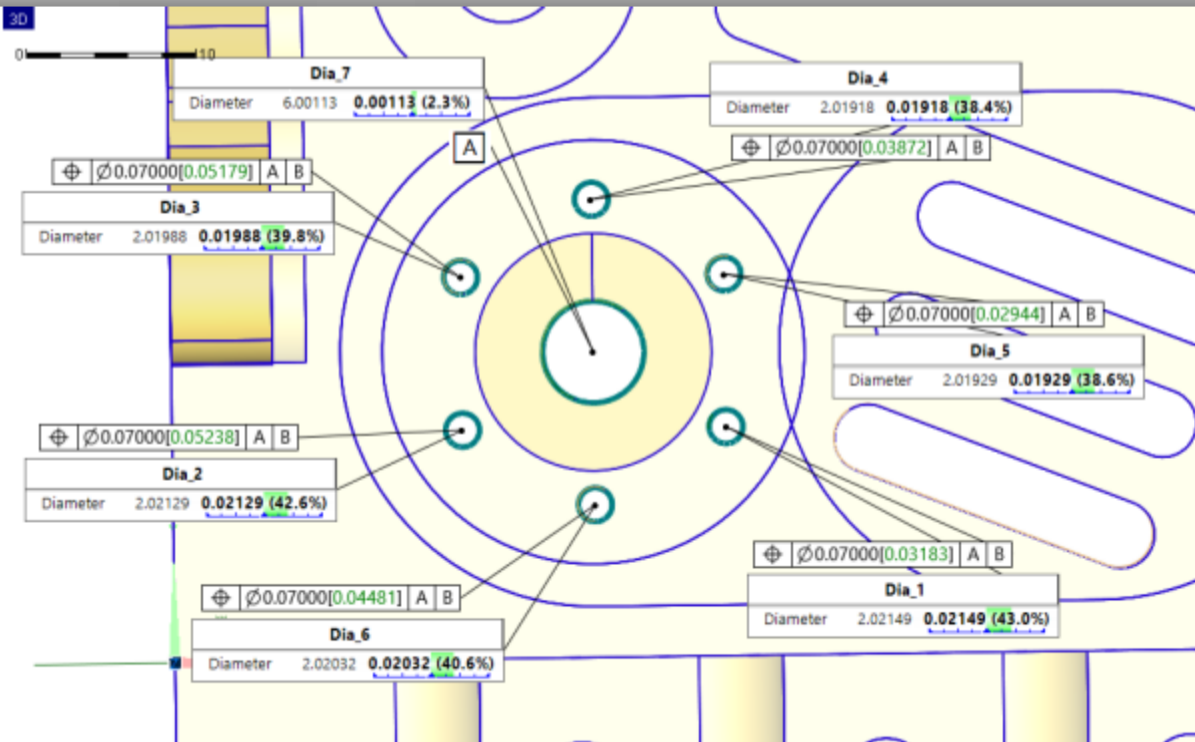 3D
0 10
Dia_7
Diameter 6.00113 0.00113 (2.3%)
Dia_4
Diameter 2.01918 0.01918 (38.4%)
A
⌖ Ø0.07000[0.03872] A B
⌖ Ø0.07000[0.05179] A B
Dia_3
Diameter 2.01988 0.01988 (39.8%)
⌖ Ø0.07000[0.02944] A B
Dia_5
Diameter 2.01929 0.01929 (38.6%)
⌖ Ø0.07000[0.05238] A B
Dia_2
Diameter 2.02129 0.02129 (42.6%)
⌖ Ø0.07000[0.03183] A B
Dia_1
Diameter 2.02149 0.02149 (43.0%)
⌖ Ø0.07000[0.04481] A B
Dia_6
Diameter 2.02032 0.02032 (40.6%)